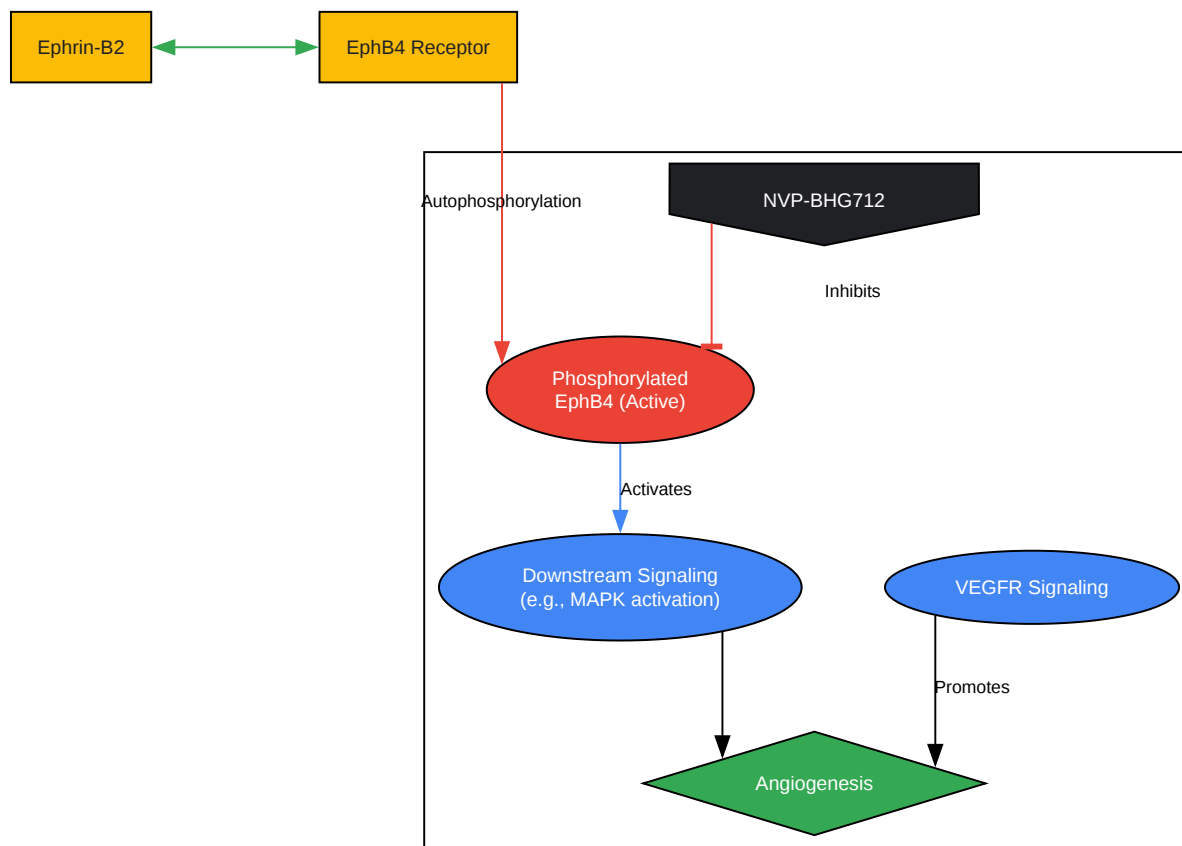 Ephrin-B2
EphB4 Receptor
Autophosphorylation
NVP-BHG712
Inhibits
Phosphorylated
EphB4 (Active)
Activates
Downstream Signaling
(e.g., MAPK activation)
VEGFR Signaling
Promotes
Angiogenesis